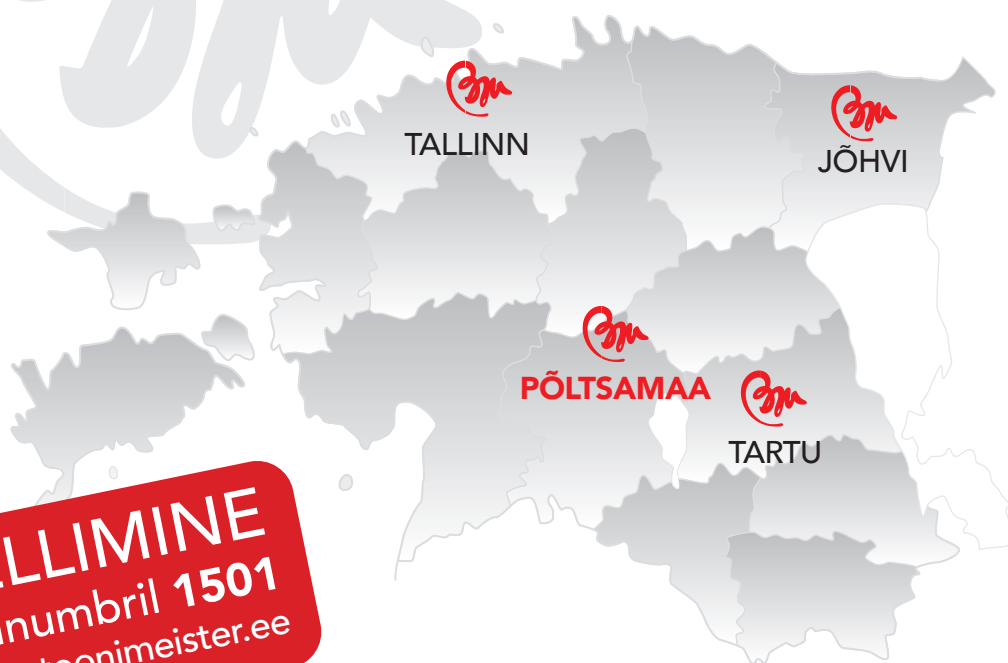 TALLINN
JÕHVI
PÕLTSAMAA
TARTU
LLIMINE
numbril 1501
toonimeister.ee